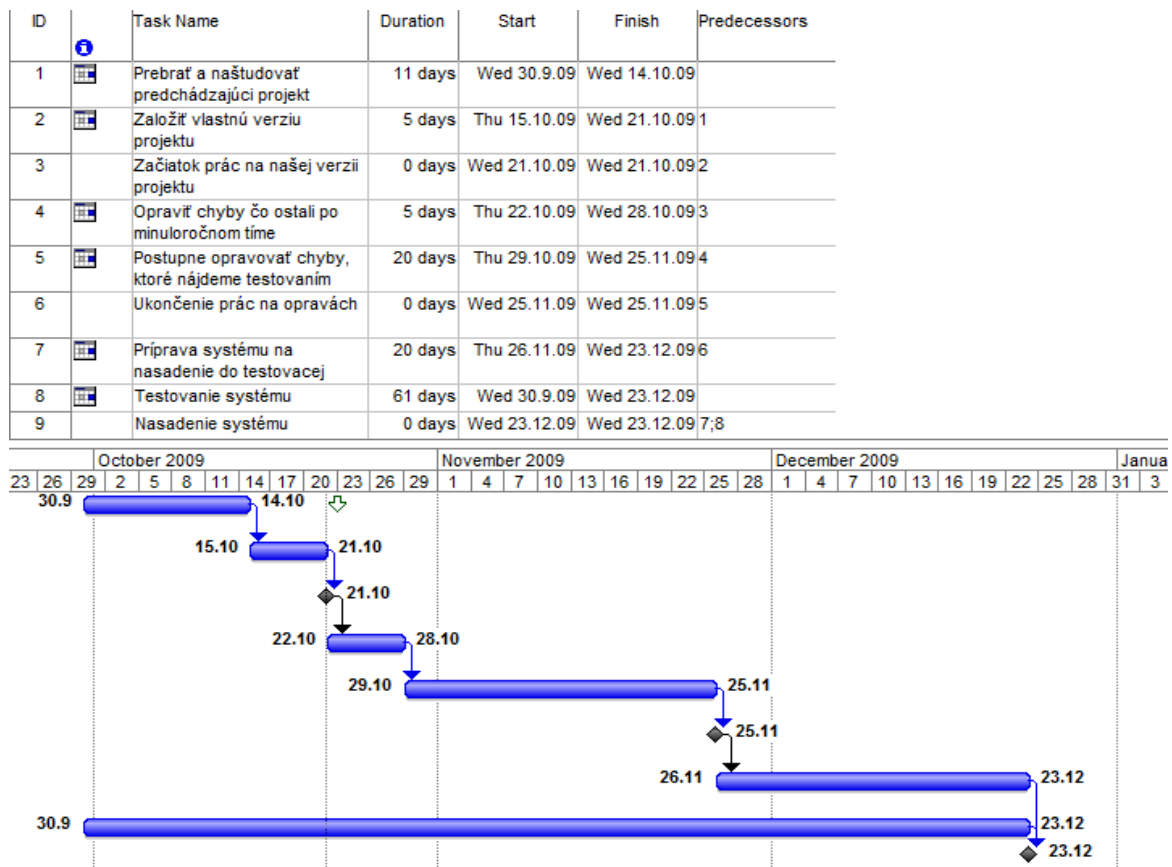 ID Task Name Duration Start Finish Predecessors
1 Prebrať a naštudovať 11 days Wed 30.9.09 Wed 14.10.09
predchádzajúci projekt
2 Založiť vlastnú verziu 5 days Thu 15.10.09 Wed 21.10.09 1
projektu
3 Začiatok prác na našej verzii 0 days Wed 21.10.09 Wed 21.10.09 2
projektu
4 Opraviť chyby čo ostali po 5 days Thu 22.10.09 Wed 28.10.09 3
minuloročnom tíme
5 Postupne opravovať chyby, 20 days Thu 29.10.09 Wed 25.11.09 4
ktoré nájdeme testovaním
6 Ukončenie prác na opravách 0 days Wed 25.11.09 Wed 25.11.09 5
7 Príprava systému na 20 days Thu 26.11.09 Wed 23.12.09 6
nasadenie do testovacej
8 Testovanie systému 61 days Wed 30.9.09 Wed 23.12.09
9 Nasadenie systému 0 days Wed 23.12.09 Wed 23.12.09 7;8
October 2009 November 2009 December 2009 Janua
23 26 29 2 5 8 11 14 17 20 23 26 29 1 4 7 10 13 16 19 22 25 28 1 4 7 10 13 16 19 22 25 28 31 3
30.9 14.10
15.10 21.10
21.10
22.10 28.10
29.10 25.11
25.11
26.11 23.12
30.9 23.12
23.12